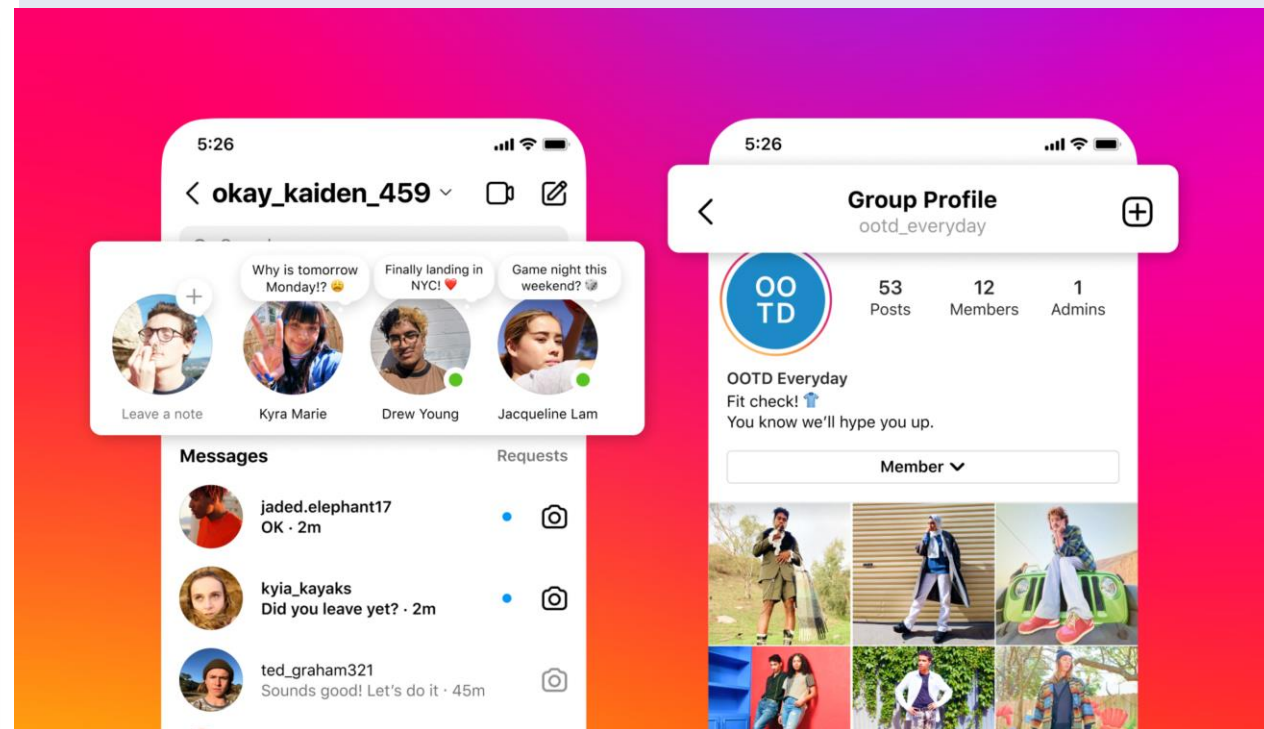 5:26
okay_kaiden_459
Why is tomorrow
Monday!? 😩
Finally landing in
NYC! ❤️
Game night this
weekend? 🎲
Leave a note
Kyra Marie
Drew Young
Jacqueline Lam
Messages
Requests
jaded.elephant17
OK · 2m
kyia_kayaks
Did you leave yet? · 2m
ted_graham321
Sounds good! Let's do it · 45m
5:26
Group Profile
ootd_everyday
OO
TD
53
Posts
12
Members
1
Admins
OOTD Everyday
Fit check! 👕
You know we'll hype you up.
Member